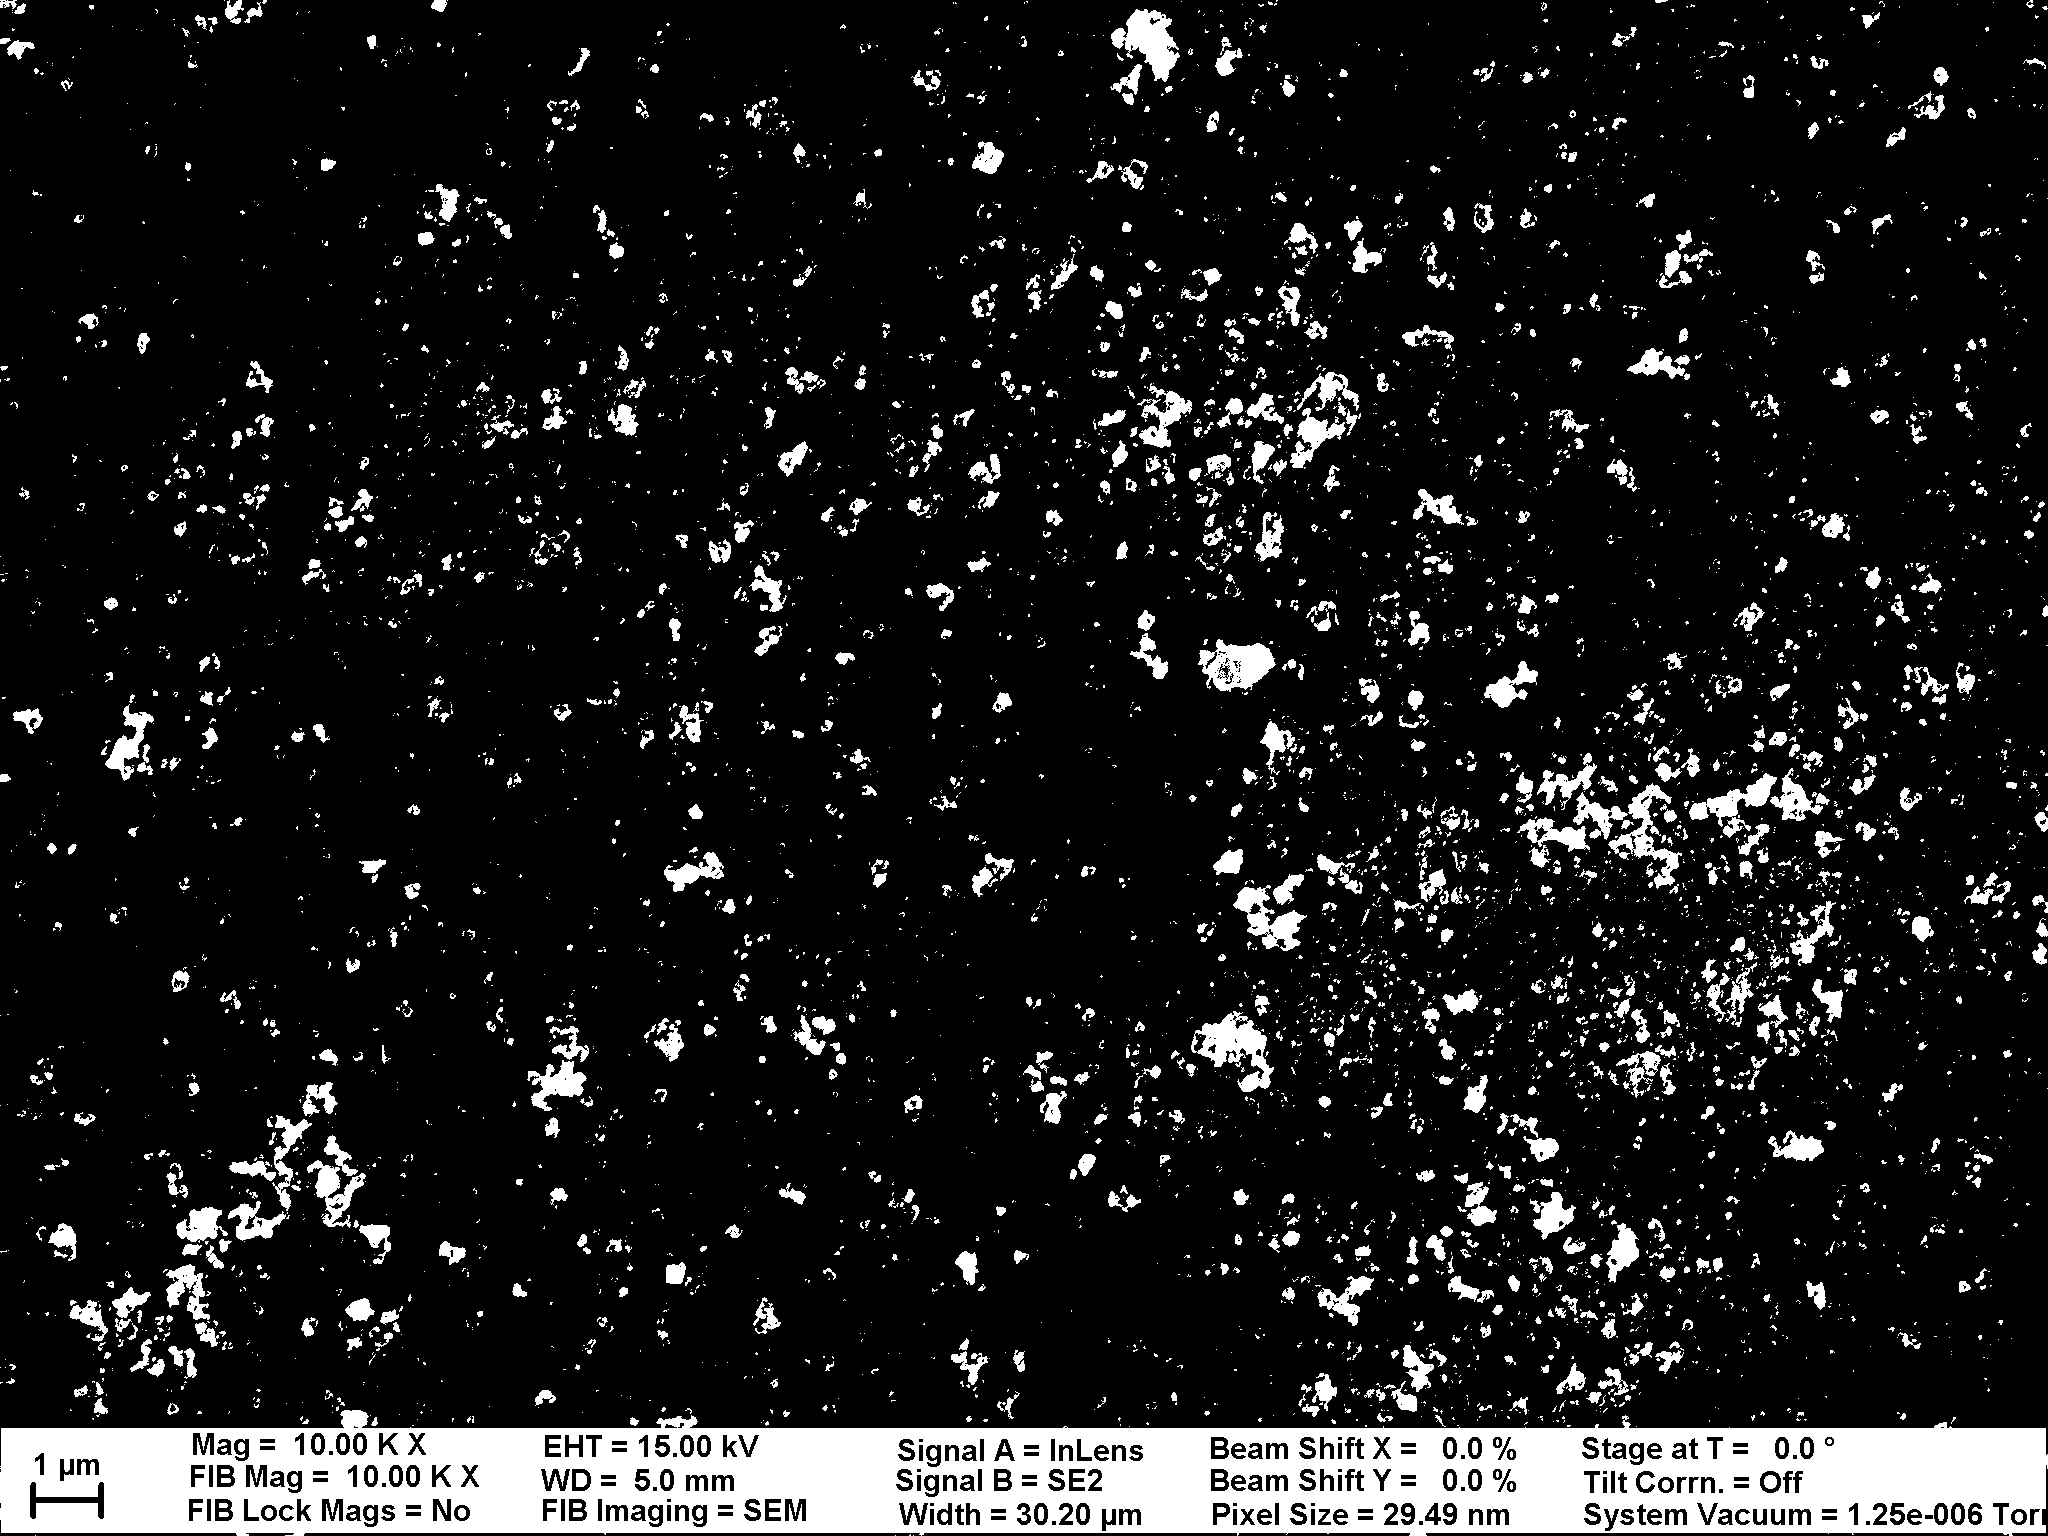 1 µm
Mag = 10.00 K X
FIB Mag = 10.00 K X
FIB Lock Mags = No
EHT = 15.00 kV
WD = 5.0 mm
FIB Imaging = SEM
Signal A = InLens
Signal B = SE2
Width = 30.20 µm
Beam Shift X = 0.0 %
Beam Shift Y = 0.0 %
Pixel Size = 29.49 nm
Stage at T = 0.0 °
Tilt Corrn. = Off
System Vacuum = 1.25e-006 Torr